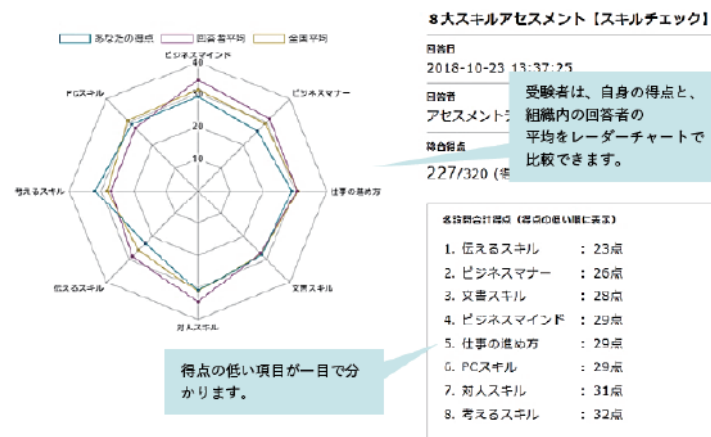 8大スキルアセスメント【スキルチェック】
あなたの得点 回答者平均 全国平均
ビジネスマインド
ビジネスマナー
仕事の進め方
文書スキル
対人スキル
伝えるスキル
考えるスキル
PCスキル
40
30
20
10
回答日
2018-10-23 13:37:25
回答者
アセスメント
総合得点
227/320 (得
受験者は、自身の得点と、
組織内の回答者の
平均をレーダーチャートで
比較できます。
各設問合計得点（得点の低い順に表示）
1. 伝えるスキル : 23点
2. ビジネスマナー : 26点
3. 文書スキル : 28点
4. ビジネスマインド : 29点
5. 仕事の進め方 : 29点
6. PCスキル : 29点
7. 対人スキル : 31点
8. 考えるスキル : 32点
得点の低い項目が一目で分
かります。